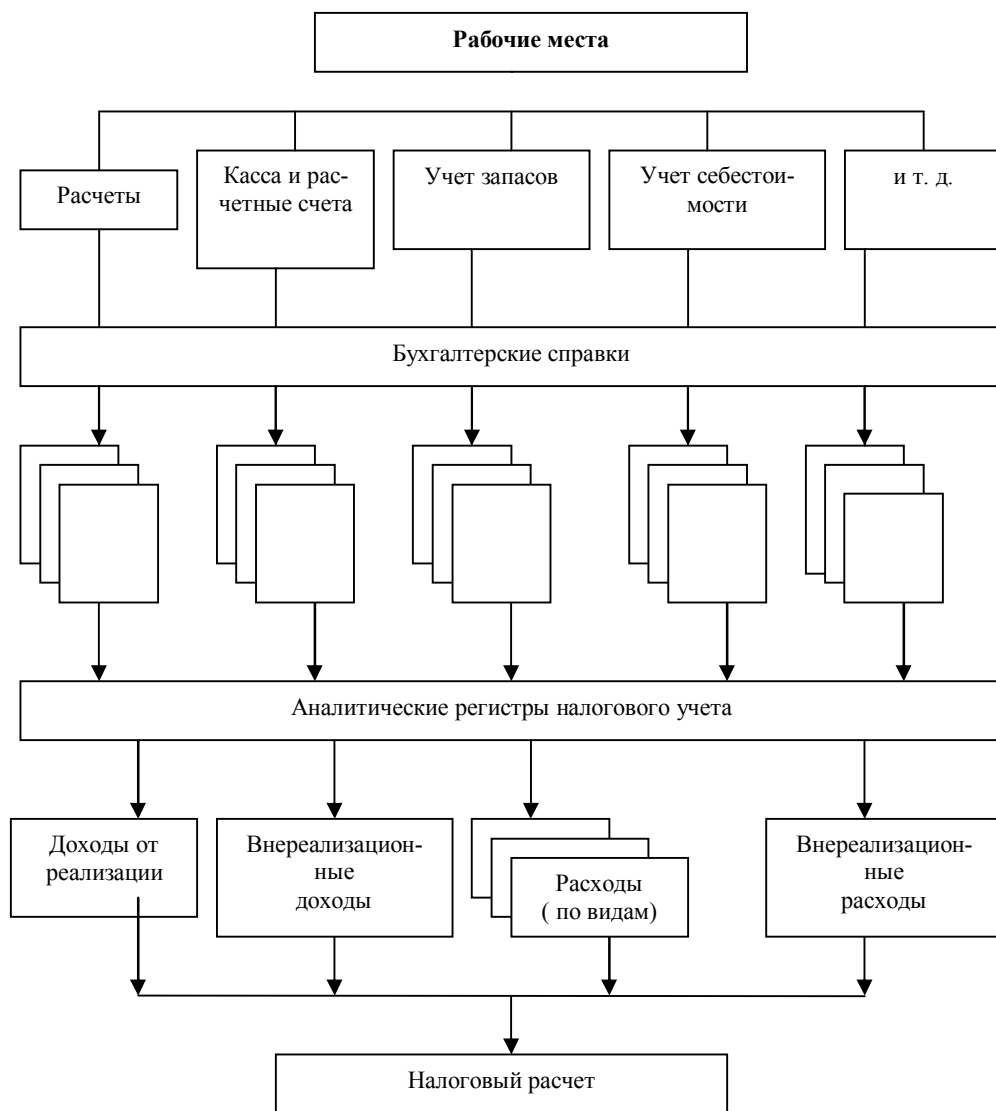 Рабочие места
Расчеты
Касса и рас-
четные счета
Учет запасов
Учет себестои-
мости
и т. д.
Бухгалтерские справки
Аналитические регистры налогового учета
Доходы от
реализации
Внереализацион-
ные
доходы
Расходы
( по видам)
Внереализацион-
ные
расходы
Налоговый расчет